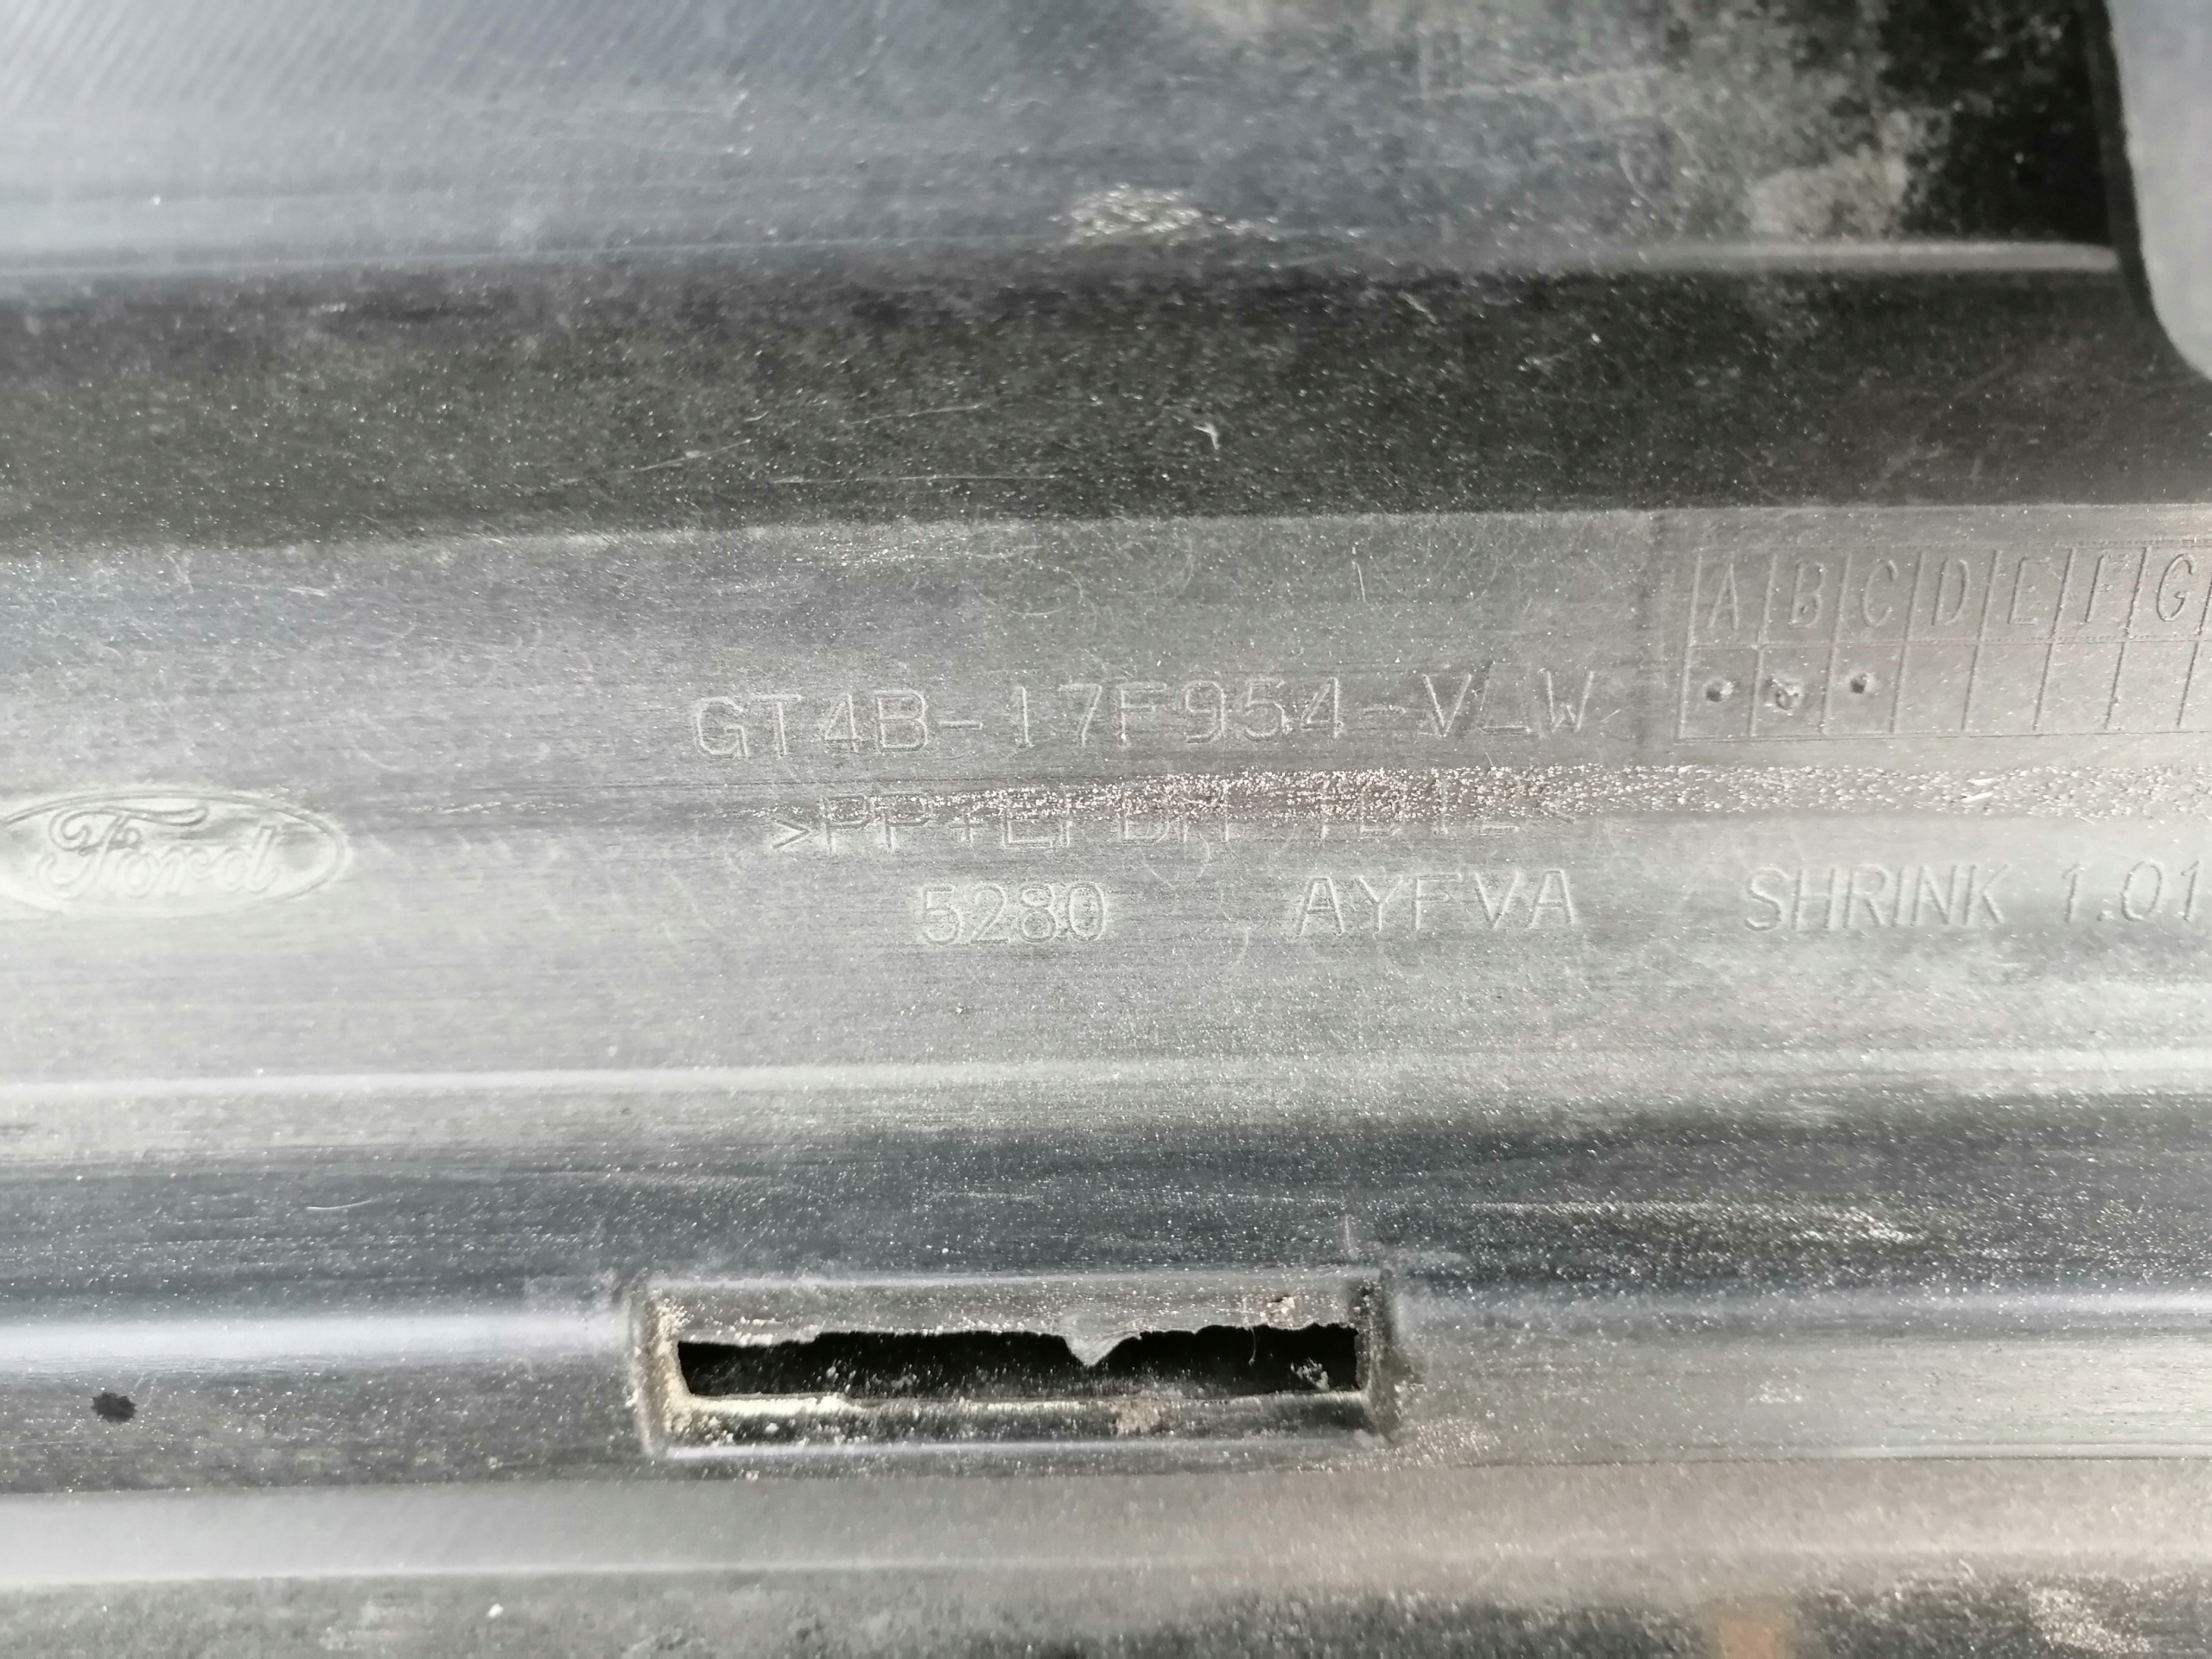 A B C D E F G
GT4B-17F954-V_W
Ford
5280 AYFVA SHRINK 1.01